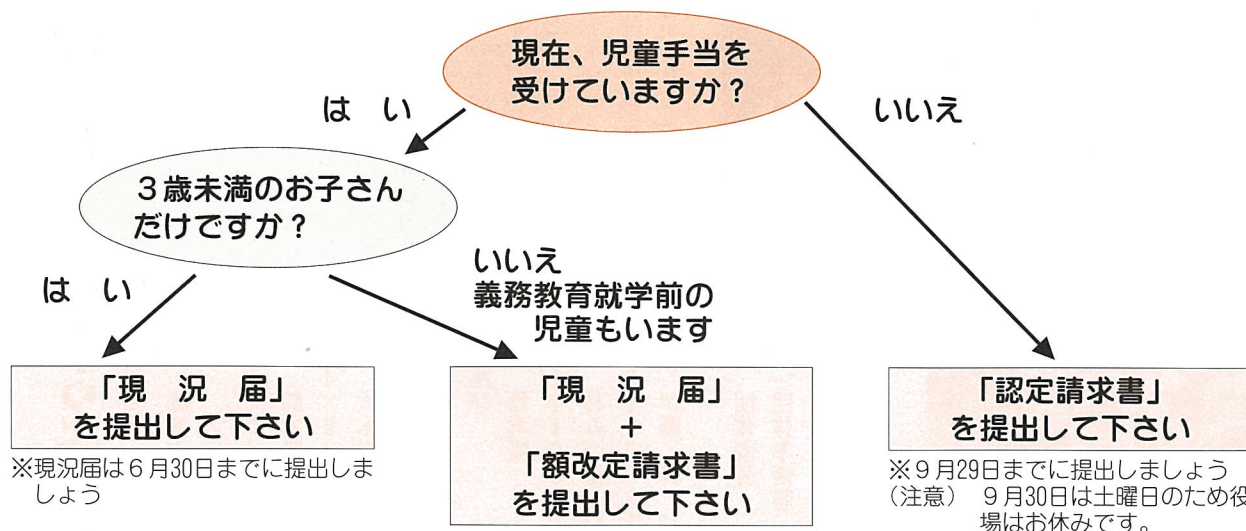 現在、児童手当を
受けていますか？
は　い
いいえ
３歳未満のお子さん
だけですか？
は　い
いいえ
義務教育就学前の
児童もいます
「現　況　届」
を提出して下さい
※現況届は６月30日までに提出しま
しょう
「現　況　届」
＋
「額改定請求書」
を提出して下さい
「認定請求書」
を提出して下さい
※９月29日までに提出しましょう
（注意）　９月30日は土曜日のため役
場はお休みです。